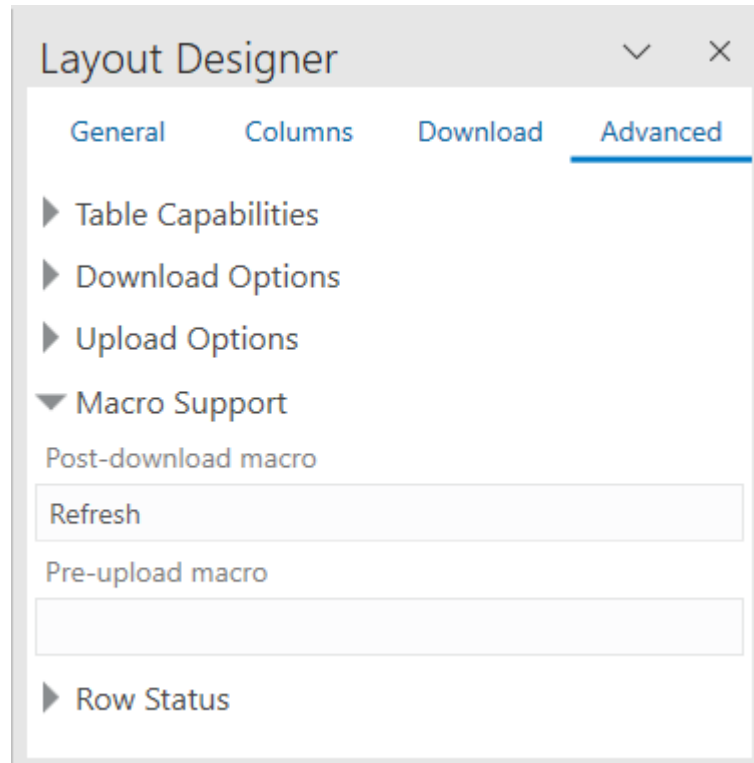 Layout Designer
General Columns Download Advanced
Table Capabilities
Download Options
Upload Options
Macro Support
Post-download macro
Refresh
Pre-upload macro
Row Status